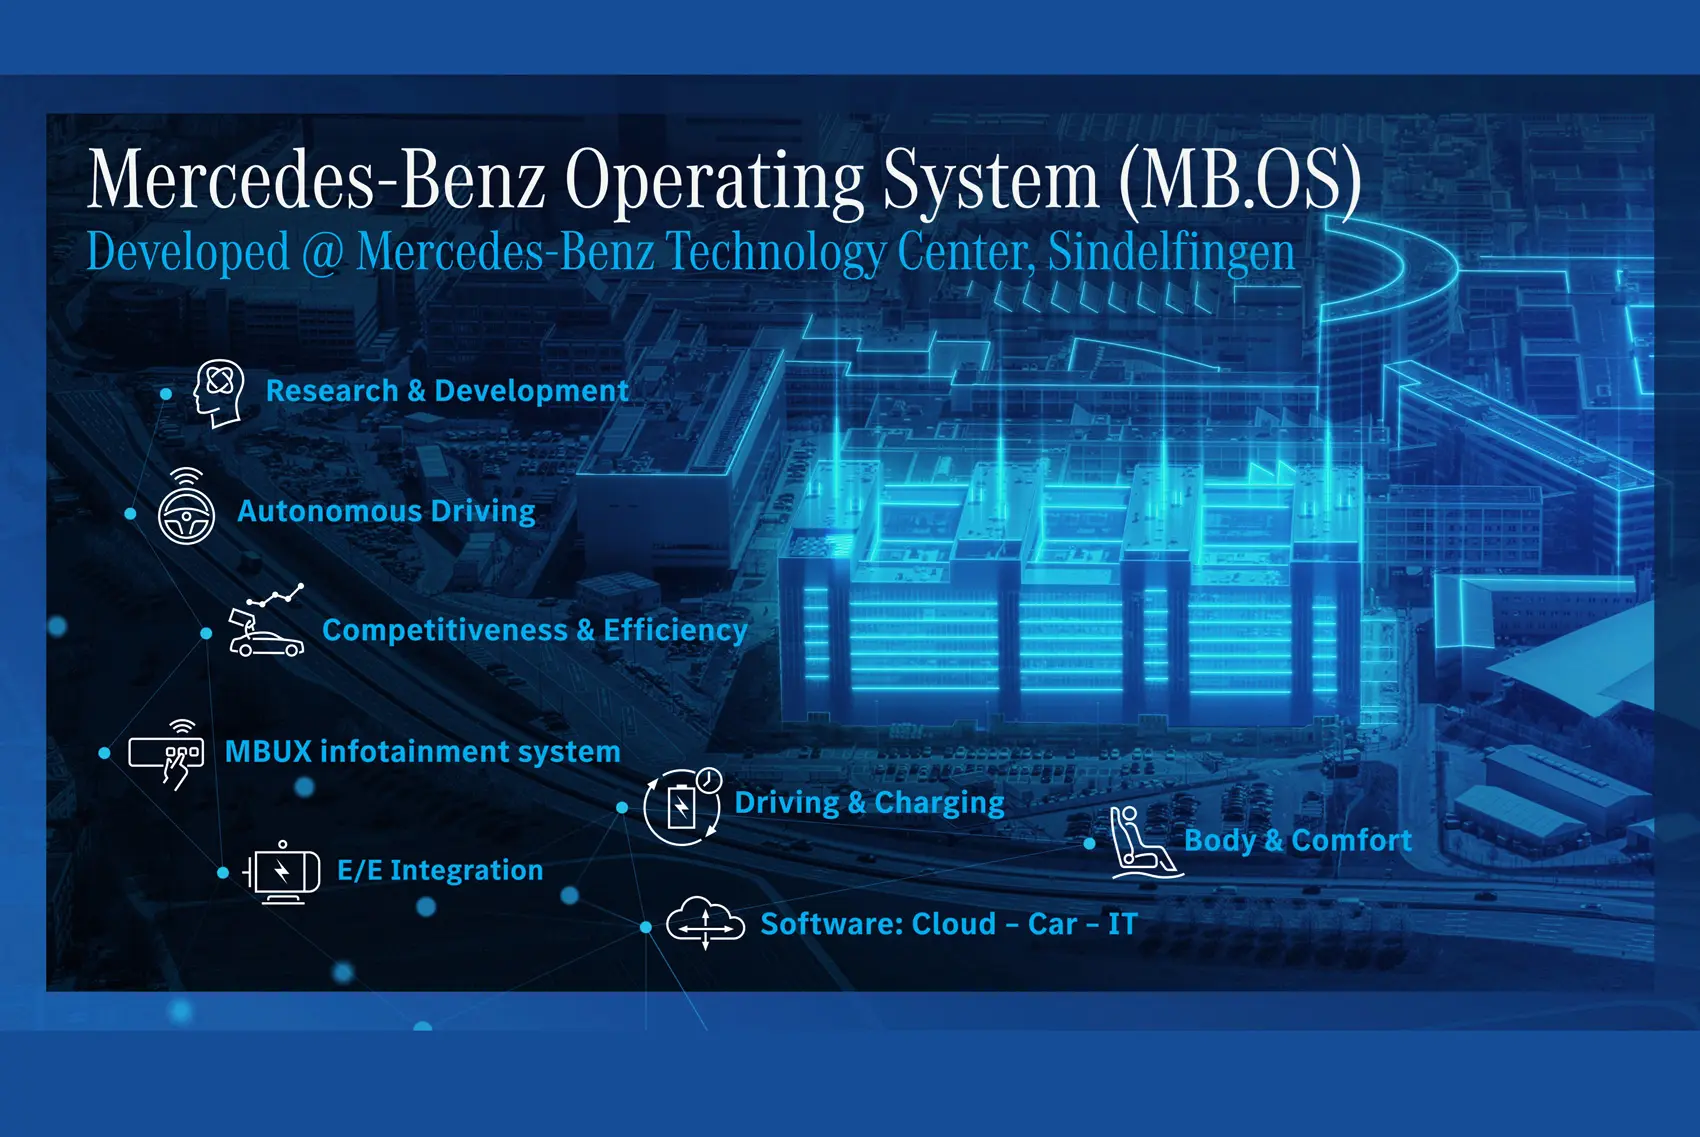 Mercedes-Benz Operating System (MB.OS)
Developed @ Mercedes-Benz Technology Center, Sindelfingen
Research & Development
Autonomous Driving
Competitiveness & Efficiency
MBUX infotainment system
Driving & Charging
Body & Comfort
E/E Integration
Software: Cloud – Car – IT